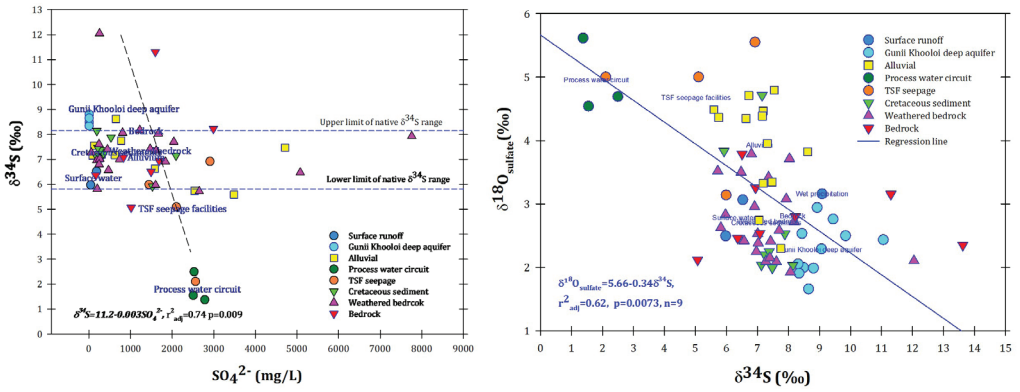 13
12
11
10
9
8
7
6
5
4
3
2
1
0
δ³⁴S (‰)
Gunii Khooloi deep aquifer
Upper limit of native δ³⁴S range
Bedrock
Weathered bedrock
Alluvial
Surface water
Lower limit of native δ³⁴S range
TSF seepage facilities
Process water circuit
δ³⁴S=11.2-0.003SO₄²⁻, r²adj=0.74 p=0.009
Surface runoff
Gunii Khooloi deep aquifer
Alluvial
Process water circuit
TSF seepage
Cretaceous sediment
Weathered bedrcok
Bedrock
-1000 0 1000 2000 3000 4000 5000 6000 7000 8000 9000
SO4²⁻ (mg/L)
6
5
4
3
2
1
δ¹⁸Osulfate (‰)
Process water circuit
TSF seepage facilities
Alluvial
Wet precipitation
Surface water
Bedrock
Gunii Khooloi deep aquifer
Surface runoff
Gunii Khooloi deep aquifer
Alluvial
Process water circuit
TSF seepage
Cretaceous sediment
Weathered bedrock
Bedrock
Regression line
δ¹⁸Osulfate=5.66-0.34δ³⁴S,
r²adj=0.62, p=0.0073, n=9
0 1 2 3 4 5 6 7 8 9 10 11 12 13 14 15
δ³⁴S (‰)